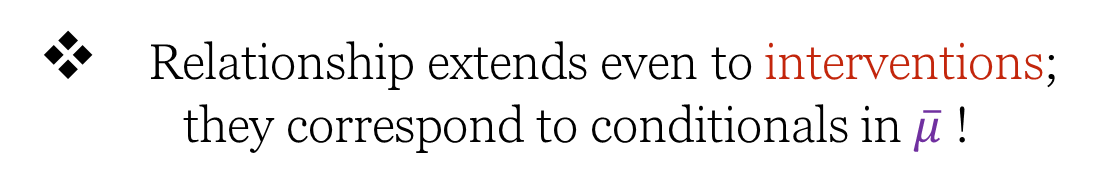 ❖ Relationship extends even to interventions;
they correspond to conditionals in μ̄ !